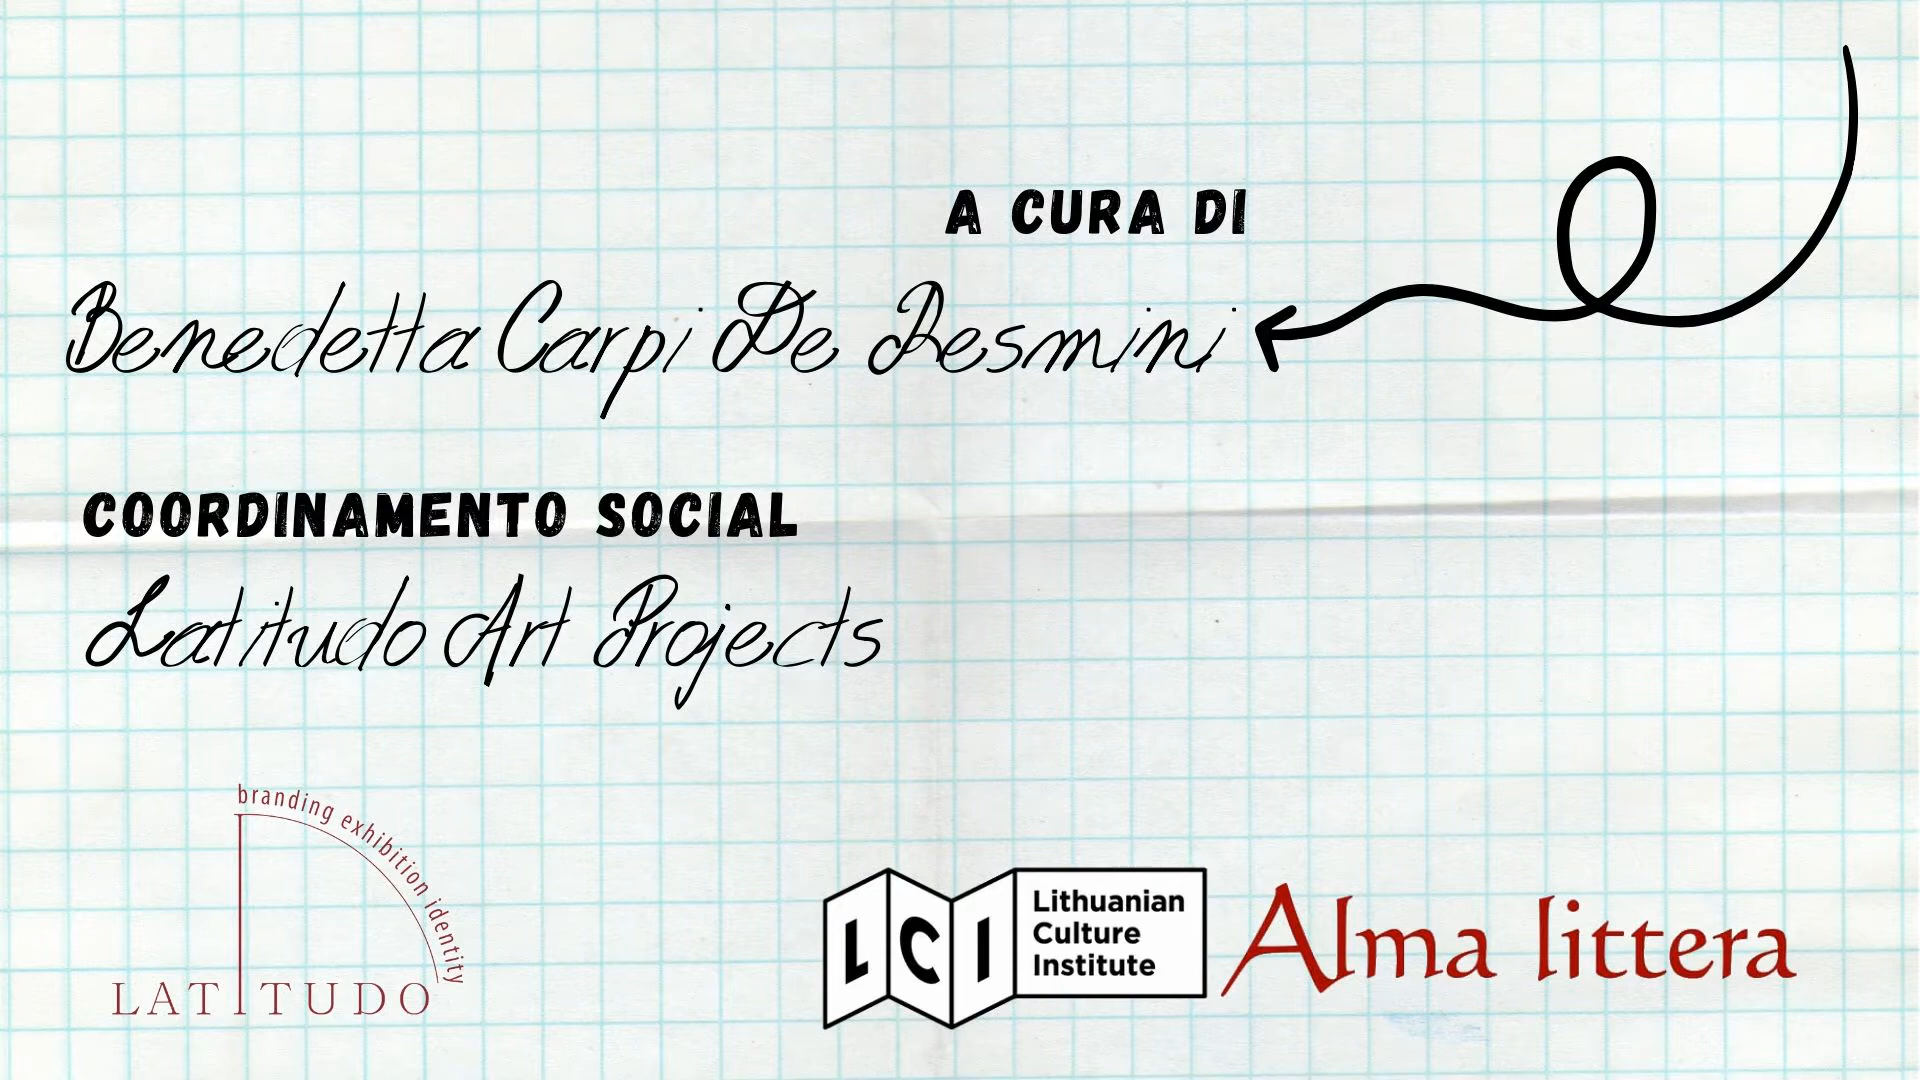 A CURA DI
Benedetta Carpi De Resmini
COORDINAMENTO SOCIAL
Latitudo Art Projects
branding exhibition identity
LATITUDO
LCI
Lithuanian
Culture
Institute
Alma littera